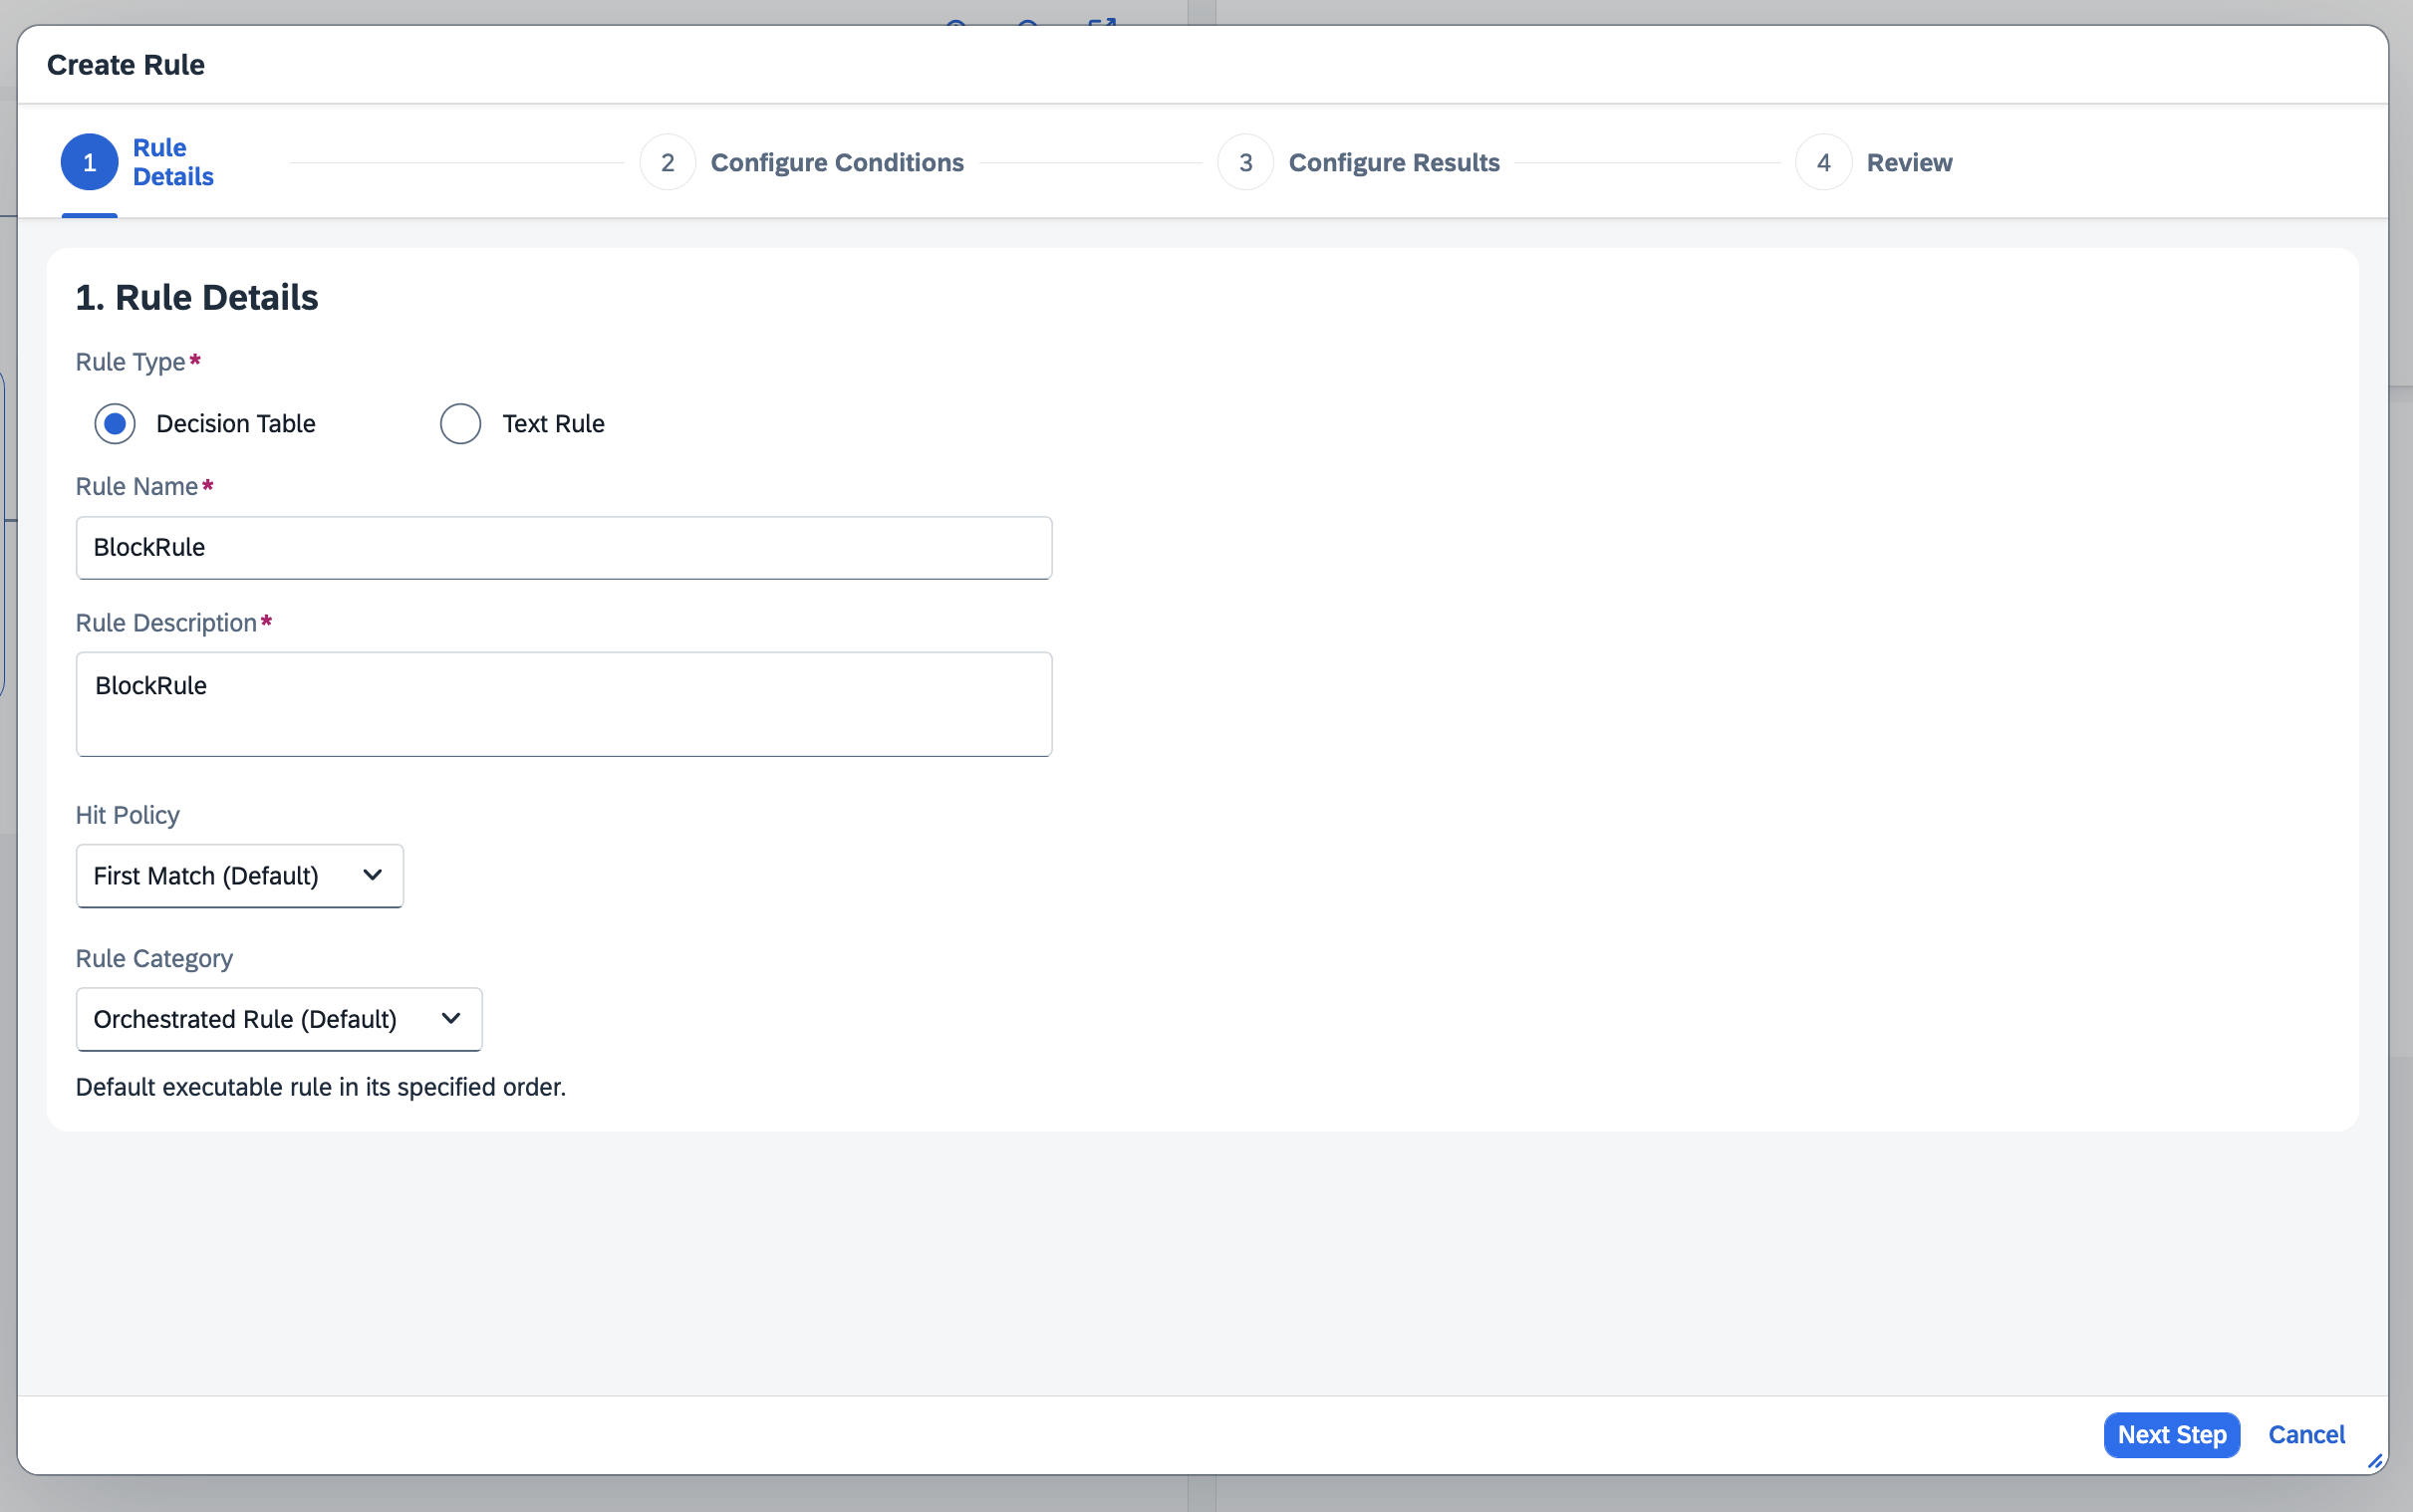 Create Rule
1
Rule
Details
2
Configure Conditions
3
Configure Results
4
Review
1. Rule Details
Rule Type*
Decision Table
Text Rule
Rule Name*
BlockRule
Rule Description*
BlockRule
Hit Policy
First Match (Default)
Rule Category
Orchestrated Rule (Default)
Default executable rule in its specified order.
Next Step
Cancel